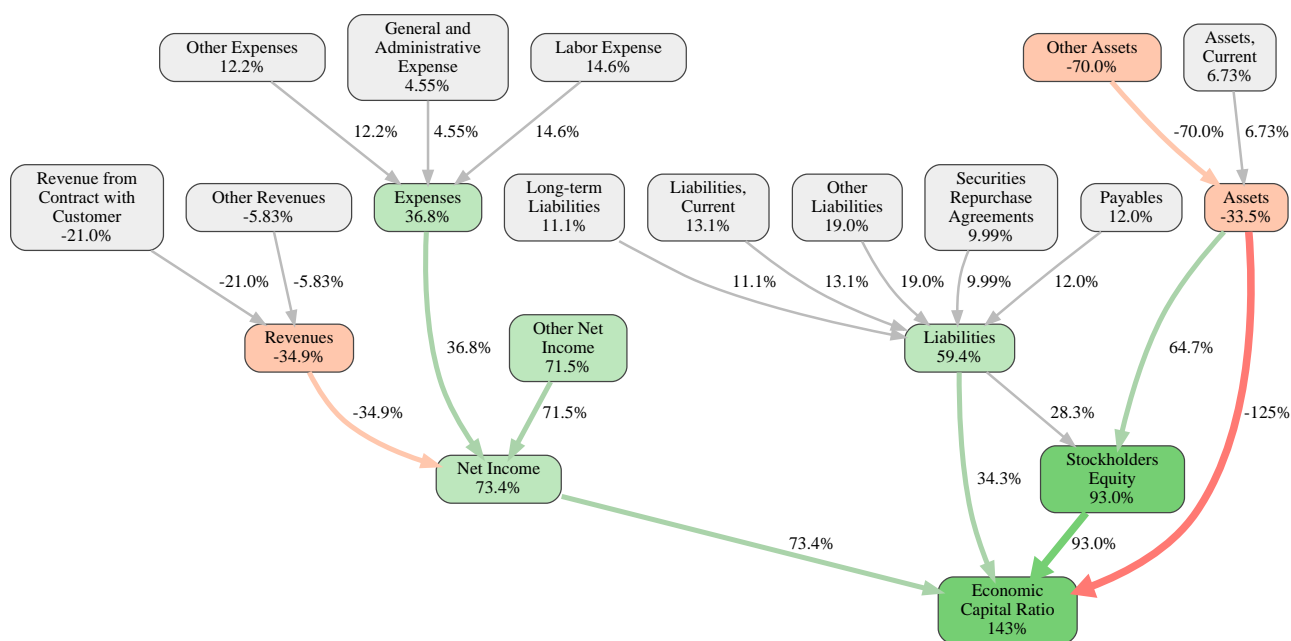 Other Expenses
12.2%
General and
Administrative
Expense
4.55%
Labor Expense
14.6%
Other Assets
-70.0%
Assets,
Current
6.73%
12.2%
4.55%
14.6%
-70.0%
6.73%
Revenue from
Contract with
Customer
-21.0%
Other Revenues
-5.83%
Expenses
36.8%
Long-term
Liabilities
11.1%
Liabilities,
Current
13.1%
Other
Liabilities
19.0%
Securities
Repurchase
Agreements
9.99%
Payables
12.0%
Assets
-33.5%
-21.0%
-5.83%
11.1%
13.1%
19.0%
9.99%
12.0%
Revenues
-34.9%
36.8%
Other Net
Income
71.5%
Liabilities
59.4%
64.7%
-34.9%
71.5%
28.3%
-125%
Net Income
73.4%
34.3%
Stockholders
Equity
93.0%
73.4%
93.0%
Economic
Capital Ratio
143%